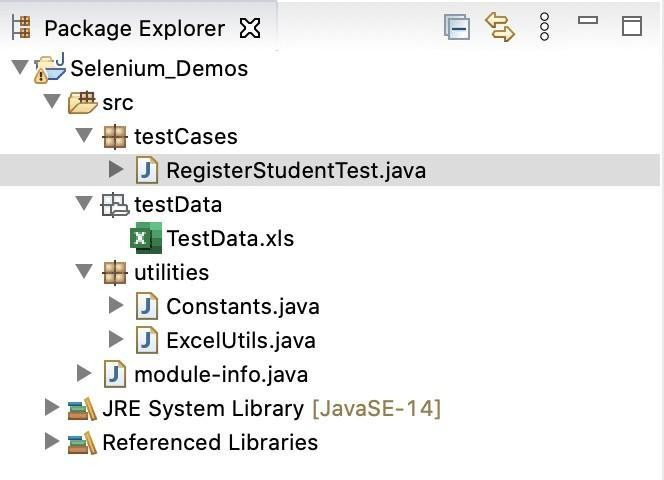 Package Explorer
Selenium_Demos
src
testCases
RegisterStudentTest.java
testData
TestData.xls
utilities
Constants.java
ExcelUtils.java
module-info.java
JRE System Library [JavaSE-14]
Referenced Libraries